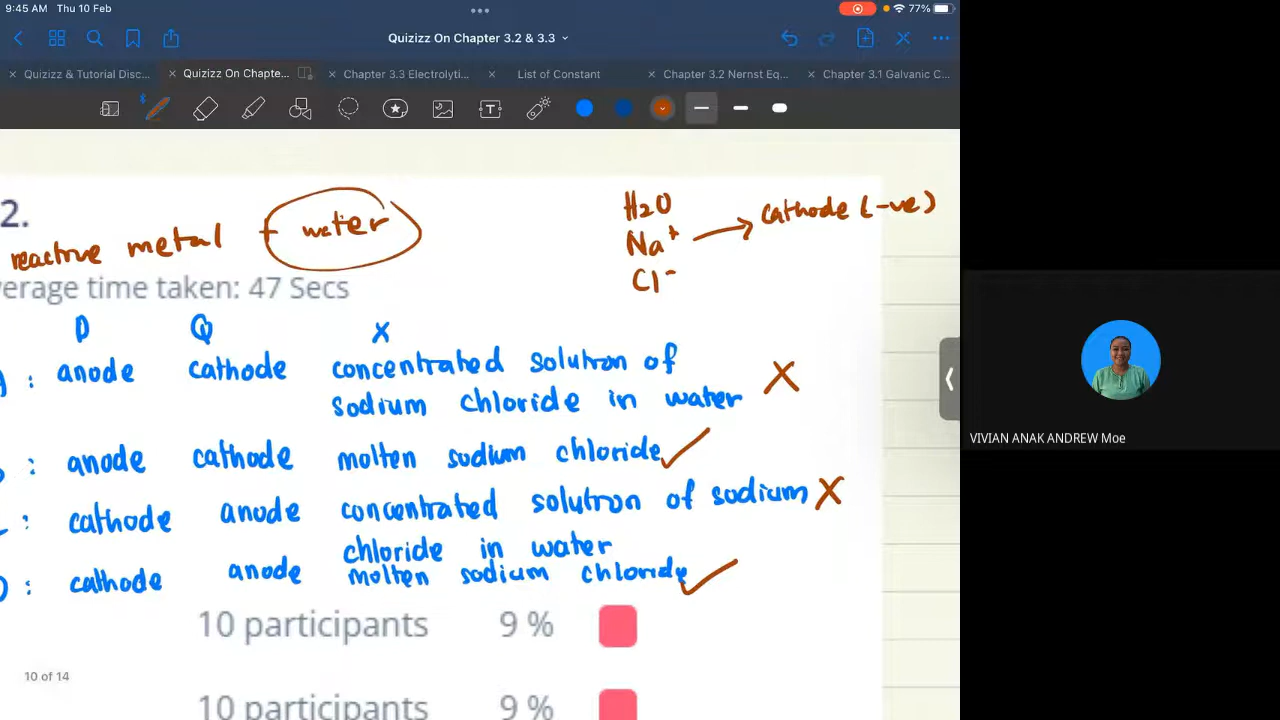 9:45 AM Thu 10 Feb
77%
Quizizz On Chapter 3.2 & 3.3
Quizizz & Tutorial Disc...
Quizizz On Chapte...
Chapter 3.3 Electrolyti...
List of Constant
Chapter 3.2 Nernst Eq...
Chapter 3.1 Galvanic C...
2.
reactive metal + water
H2O
Na+ → cathode (-ve)
Cl-
verage time taken: 47 Secs
P Q X
: anode cathode concentrated solution of
sodium chloride in water X
: anode cathode molten sodium chloride ✓
: cathode anode concentrated solution of sodium X
chloride in water
D: cathode anode molten sodium chloride ✓
10 participants 9 %
10 of 14
10 participants 9 %
VIVIAN ANAK ANDREW Moe